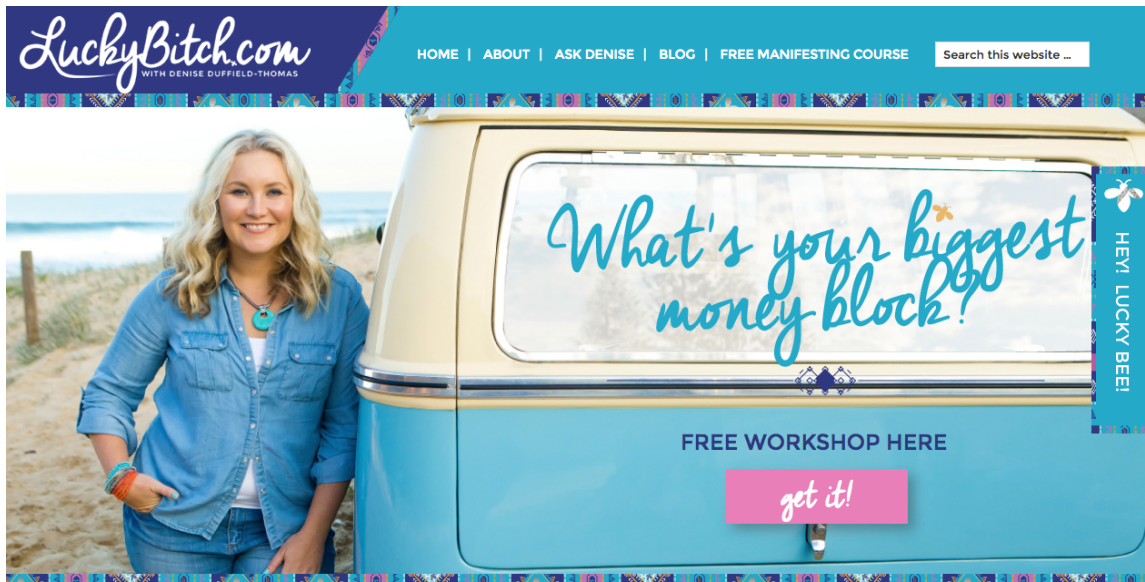 LuckyBitch.com
WITH DENISE DUFFIELD-THOMAS
HOME | ABOUT | ASK DENISE | BLOG | FREE MANIFESTING COURSE
Search this website ...
What's your biggest
money block?
HEY! LUCKY BEE!
FREE WORKSHOP HERE
get it!